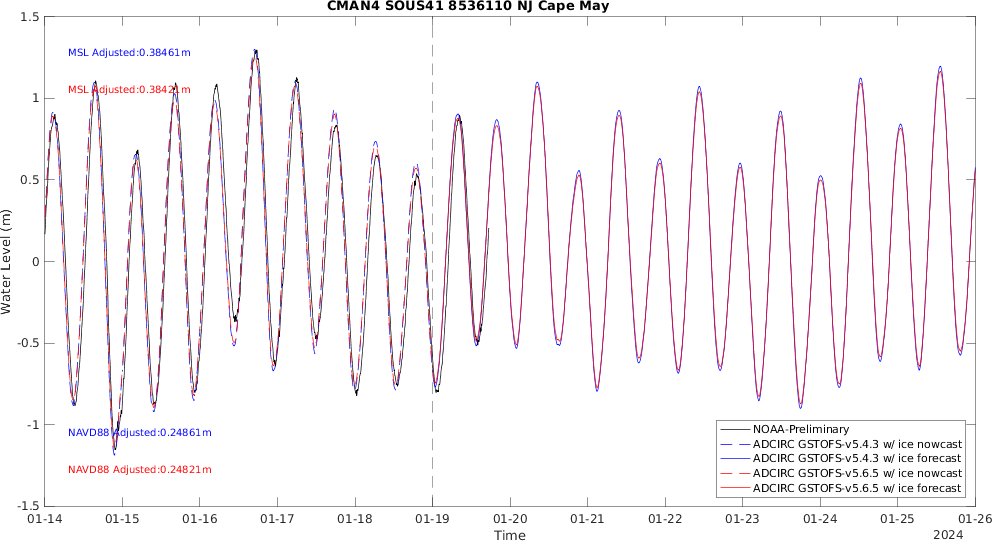 CMAN4 SOUS41 8536110 NJ Cape May
1.5
1
0.5
0
-0.5
-1
-1.5
Water Level (m)
MSL Adjusted:0.38461m
MSL Adjusted:0.38421m
NAVD88 Adjusted:0.24861m
NAVD88 Adjusted:0.24821m
NOAA-Preliminary
ADCIRC GSTOFS-v5.4.3 w/ ice nowcast
ADCIRC GSTOFS-v5.4.3 w/ ice forecast
ADCIRC GSTOFS-v5.6.5 w/ ice nowcast
ADCIRC GSTOFS-v5.6.5 w/ ice forecast
01-14 01-15 01-16 01-17 01-18 01-19 01-20 01-21 01-22 01-23 01-24 01-25 01-26
Time
2024